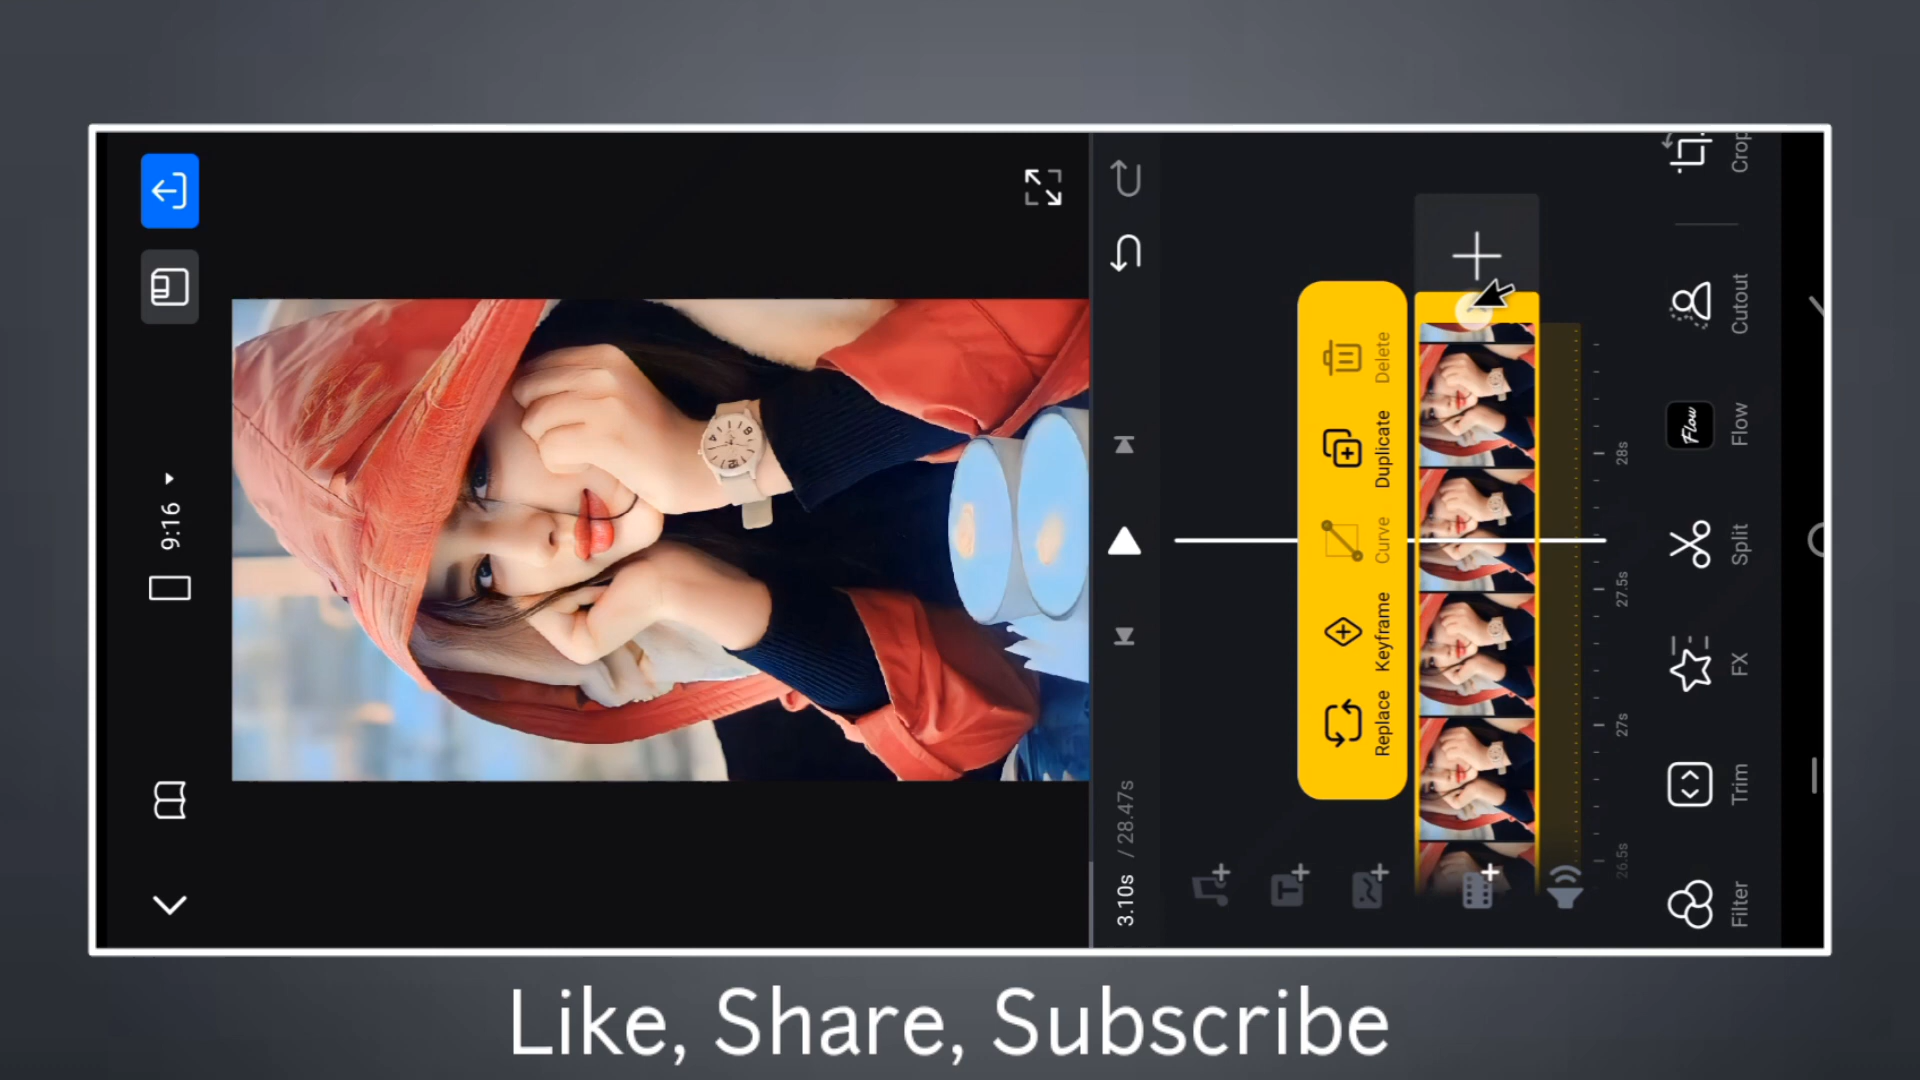 9:16
3.10s / 28.47s
Delete
Duplicate
Curve
Keyframe
Replace
28s
27.5s
27s
26.5s
Crop
Cutout
Flow
Flow
Split
FX
Trim
Filter
Like, Share, Subscribe